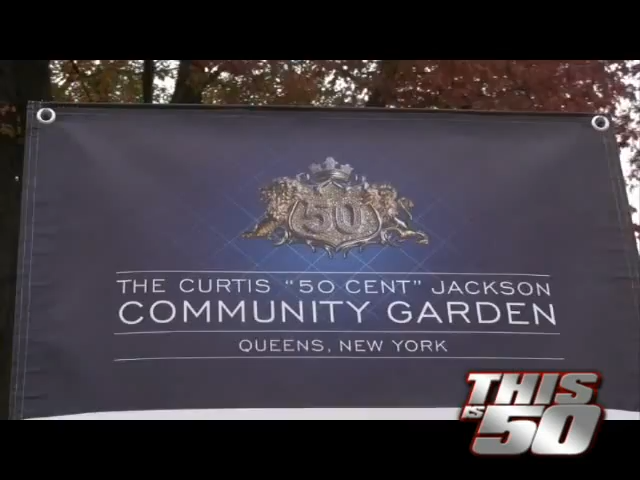 50
THE CURTIS "50 CENT" JACKSON
COMMUNITY GARDEN
QUEENS, NEW YORK
THIS
IS 50